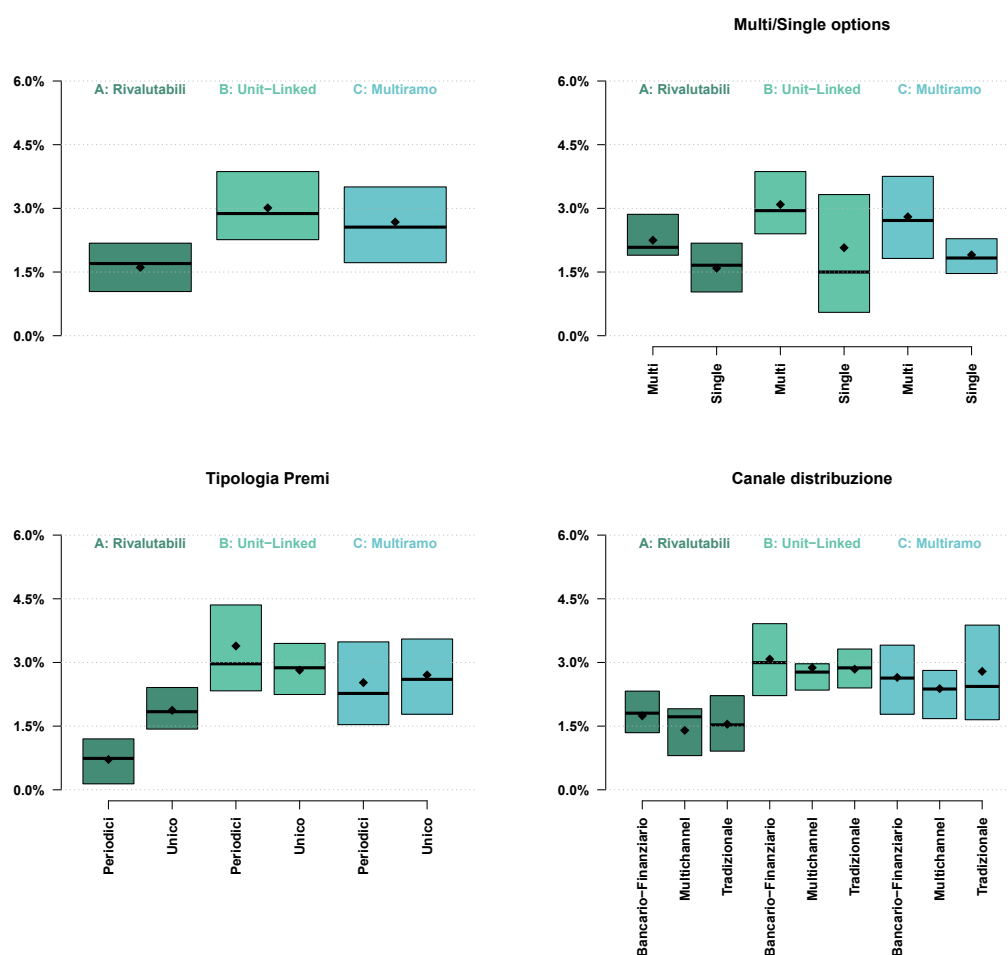 Multi/Single options
6.0%
A: Rivalutabili B: Unit−Linked C: Multiramo
4.5%
3.0%
1.5%
0.0%
6.0%
A: Rivalutabili B: Unit−Linked C: Multiramo
4.5%
3.0%
1.5%
0.0%
Multi
Single
Multi
Single
Multi
Single
Tipologia Premi
6.0%
A: Rivalutabili B: Unit−Linked C: Multiramo
4.5%
3.0%
1.5%
0.0%
Periodici
Unico
Periodici
Unico
Periodici
Unico
Canale distribuzione
6.0%
A: Rivalutabili B: Unit−Linked C: Multiramo
4.5%
3.0%
1.5%
0.0%
Bancario−Finanziario
Multichannel
Tradizionale
Bancario−Finanziario
Multichannel
Tradizionale
Bancario−Finanziario
Multichannel
Tradizionale